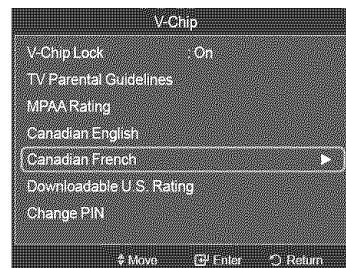 V-Chip
V-Chip Lock : On
TV Parental Guidelines
MPAA Rating
Canadian English
Canadian French ►
Downloadable U.S. Rating
Change PIN
Move Enter Return